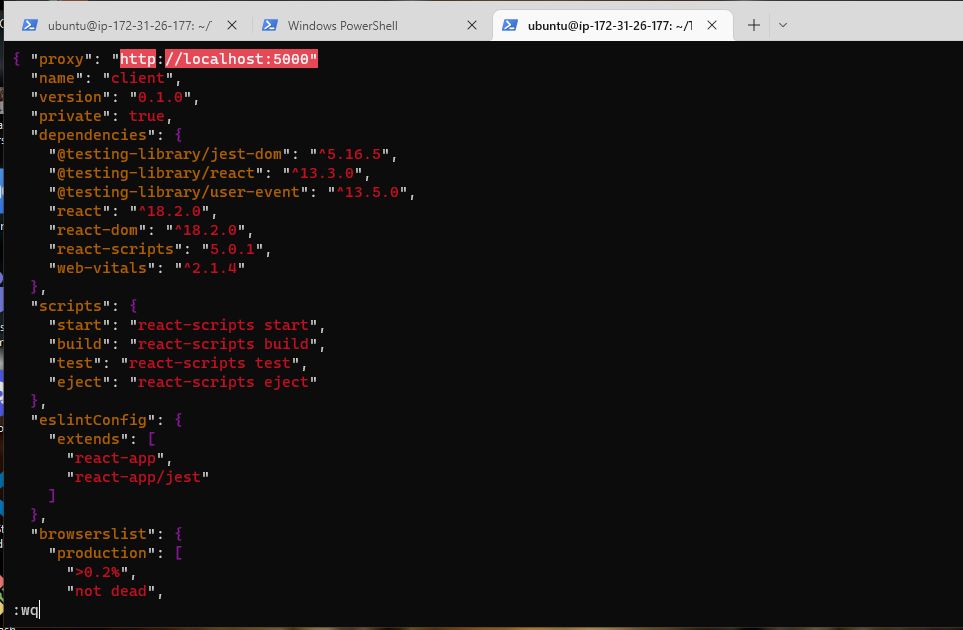 ubuntu@ip-172-31-26-177: ~/ Windows PowerShell ubuntu@ip-172-31-26-177: ~/T
{ "proxy": "http://localhost:5000"
"name": "client",
"version": "0.1.0",
"private": true,
"dependencies": {
"@testing-library/jest-dom": "^5.16.5",
"@testing-library/react": "^13.3.0",
"@testing-library/user-event": "^13.5.0",
"react": "^18.2.0",
"react-dom": "^18.2.0",
"react-scripts": "5.0.1",
"web-vitals": "^2.1.4"
},
"scripts": {
"start": "react-scripts start",
"build": "react-scripts build",
"test": "react-scripts test",
"eject": "react-scripts eject"
},
"eslintConfig": {
"extends": [
"react-app",
"react-app/jest"
]
},
"browserslist": {
"production": [
">0.2%",
"not dead",
:wq